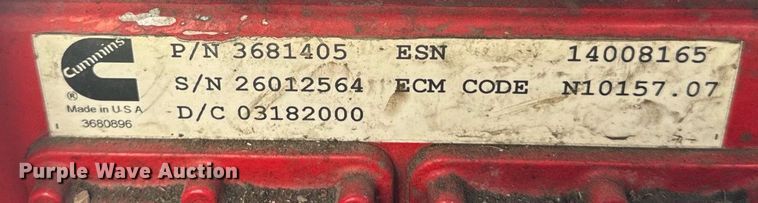 Cummins
®
Made in U.S.A
3680896
P/N 3681405 ESN 14008165
S/N 26012564 ECM CODE N10157.07
D/C 03182000
Purple Wave Auction